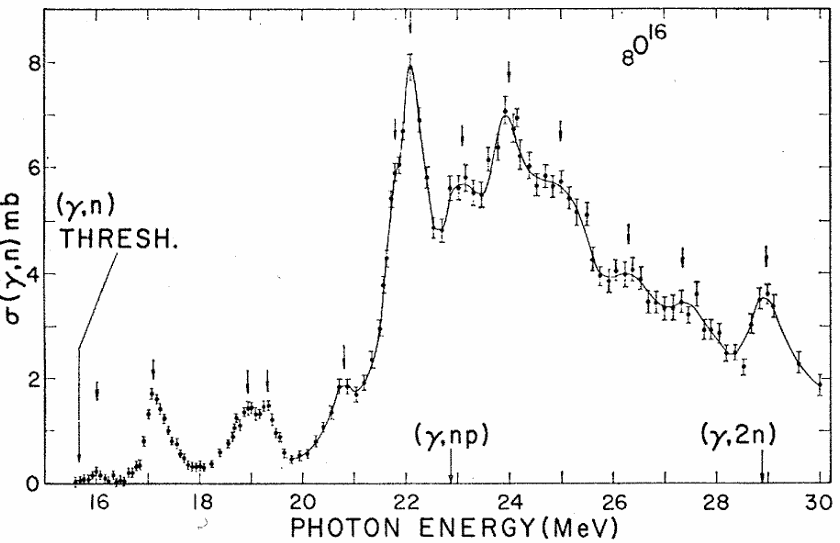 ₈O¹⁶
8
6
4
2
0
σ(γ,n) mb
(γ,n)
THRESH.
(γ,np)
(γ,2n)
16 18 20 22 24 26 28 30
PHOTON ENERGY(MeV)